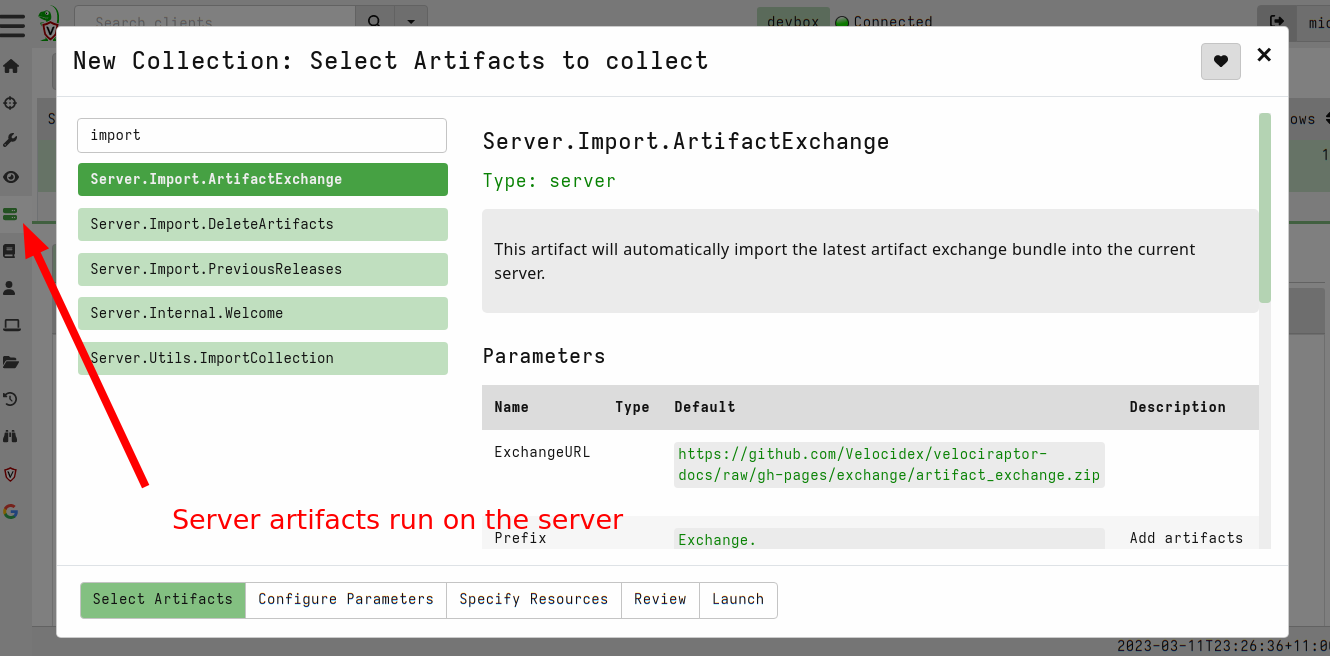 Search clients
devbox
Connected
mic
New Collection: Select Artifacts to collect
S
ows
1
import
Server.Import.ArtifactExchange
Server.Import.DeleteArtifacts
Server.Import.PreviousReleases
Server.Internal.Welcome
Server.Utils.ImportCollection
Server.Import.ArtifactExchange
Type: server
This artifact will automatically import the latest artifact exchange bundle into the current
server.
Parameters
Name Type Default Description
ExchangeURL https://github.com/Velocidex/velociraptor-
docs/raw/gh-pages/exchange/artifact_exchange.zip
Prefix Exchange. Add artifacts
Server artifacts run on the server
Select Artifacts Configure Parameters Specify Resources Review Launch
2023-03-11T23:26:36+11:00